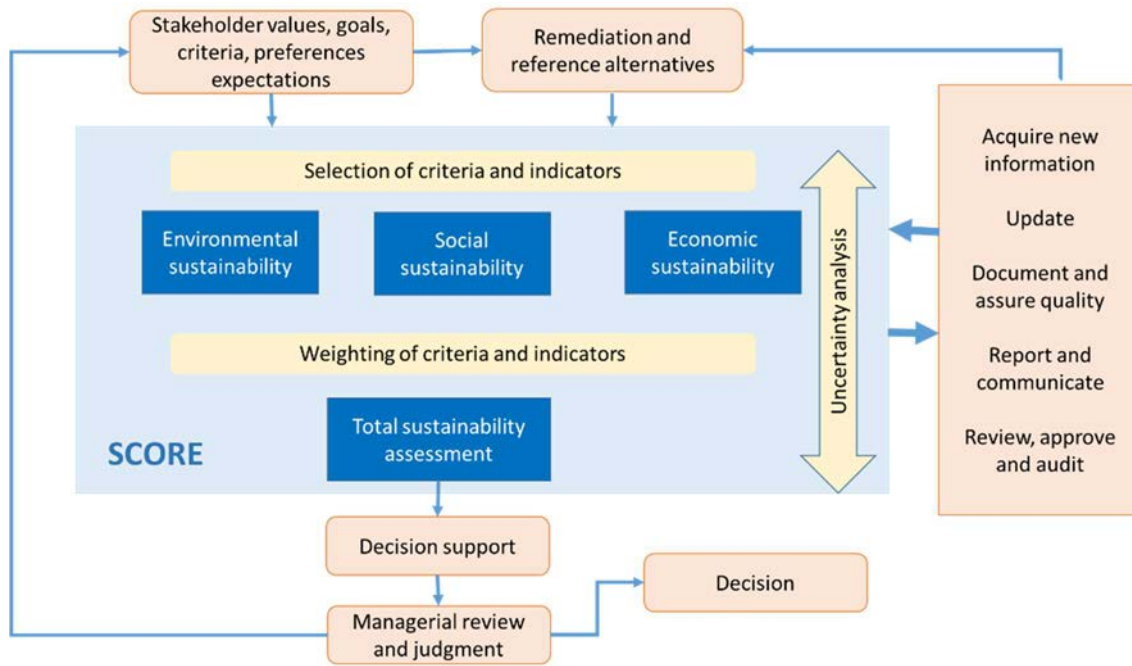 Stakeholder values, goals,
criteria, preferences
expectations
Remediation and
reference alternatives
Acquire new
information
Update
Document and
assure quality
Report and
communicate
Review, approve
and audit
Selection of criteria and indicators
Environmental
sustainability
Social
sustainability
Economic
sustainability
Uncertainty analysis
Weighting of criteria and indicators
Total sustainability
assessment
SCORE
Decision support
Decision
Managerial review
and judgment